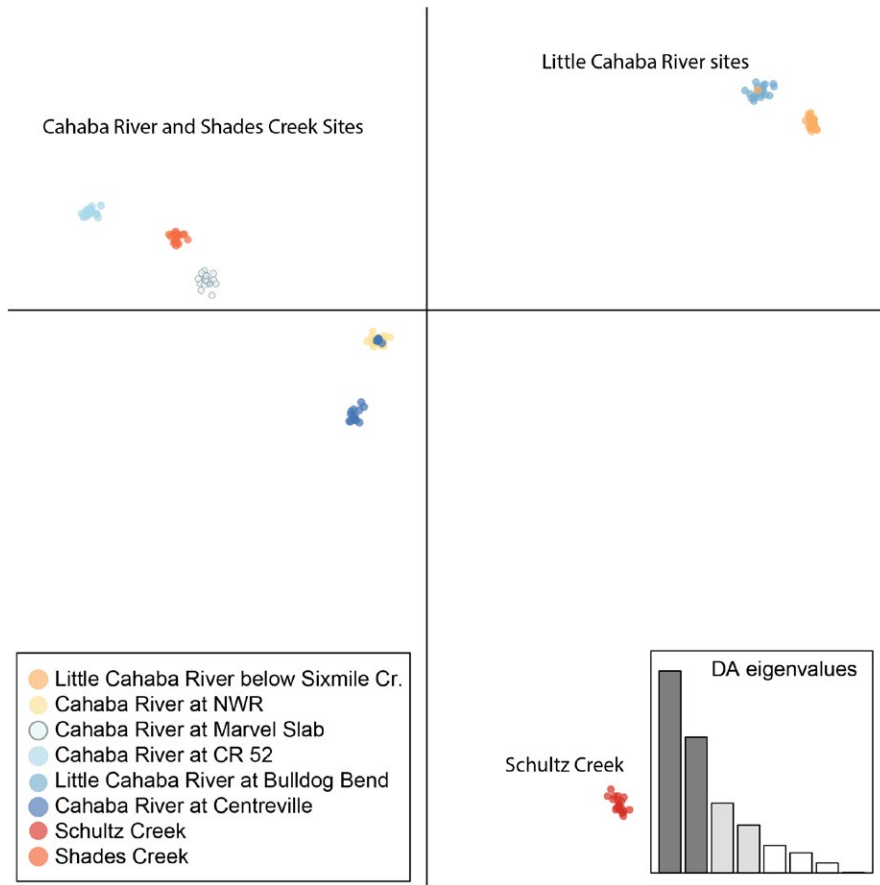 Little Cahaba River sites
Cahaba River and Shades Creek Sites
Little Cahaba River below Sixmile Cr.
Cahaba River at NWR
Cahaba River at Marvel Slab
Cahaba River at CR 52
Little Cahaba River at Bulldog Bend
Cahaba River at Centreville
Schultz Creek
Shades Creek
Schultz Creek
DA eigenvalues